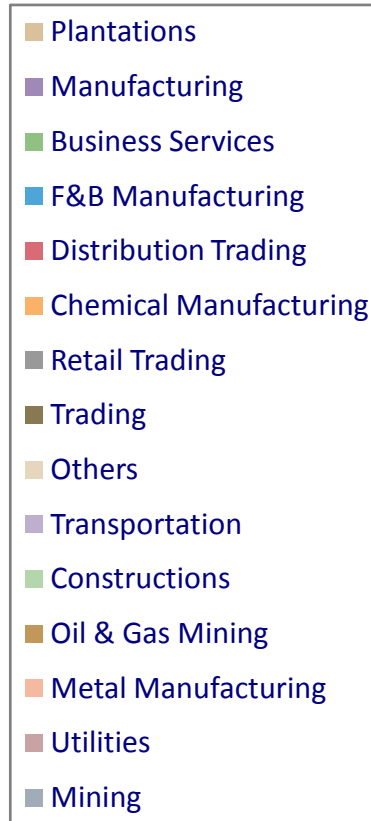 Plantations
Manufacturing
Business Services
F&B Manufacturing
Distribution Trading
Chemical Manufacturing
Retail Trading
Trading
Others
Transportation
Constructions
Oil & Gas Mining
Metal Manufacturing
Utilities
Mining